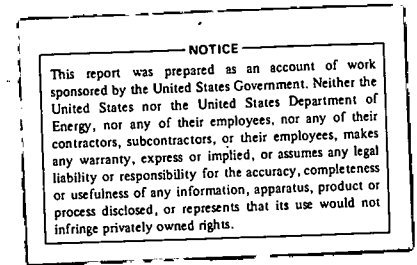 NOTICE
This report was prepared as an account of work
sponsored by the United States Government. Neither the
United States nor the United States Department of
Energy, nor any of their employees, nor any of their
contractors, subcontractors, or their employees, makes
any warranty, express or implied, or assumes any legal
liability or responsibility for the accuracy, completeness
or usefulness of any information, apparatus, product or
process disclosed, or represents that its use would not
infringe privately owned rights.